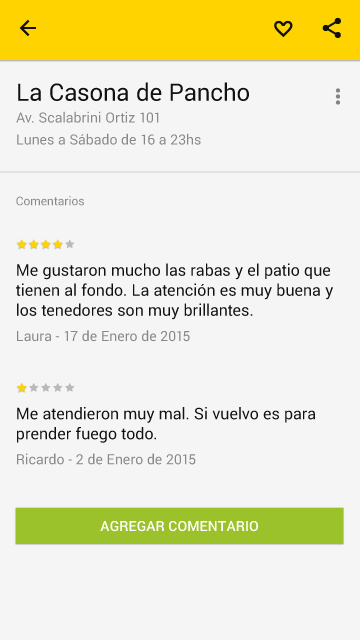 La Casona de Pancho
Av. Scalabrini Ortiz 101
Lunes a Sábado de 16 a 23hs
Comentarios
Me gustaron mucho las rabas y el patio que
tienen al fondo. La atención es muy buena y
los tenedores son muy brillantes.
Laura - 17 de Enero de 2015
Me atendieron muy mal. Si vuelvo es para
prender fuego todo.
Ricardo - 2 de Enero de 2015
AGREGAR COMENTARIO